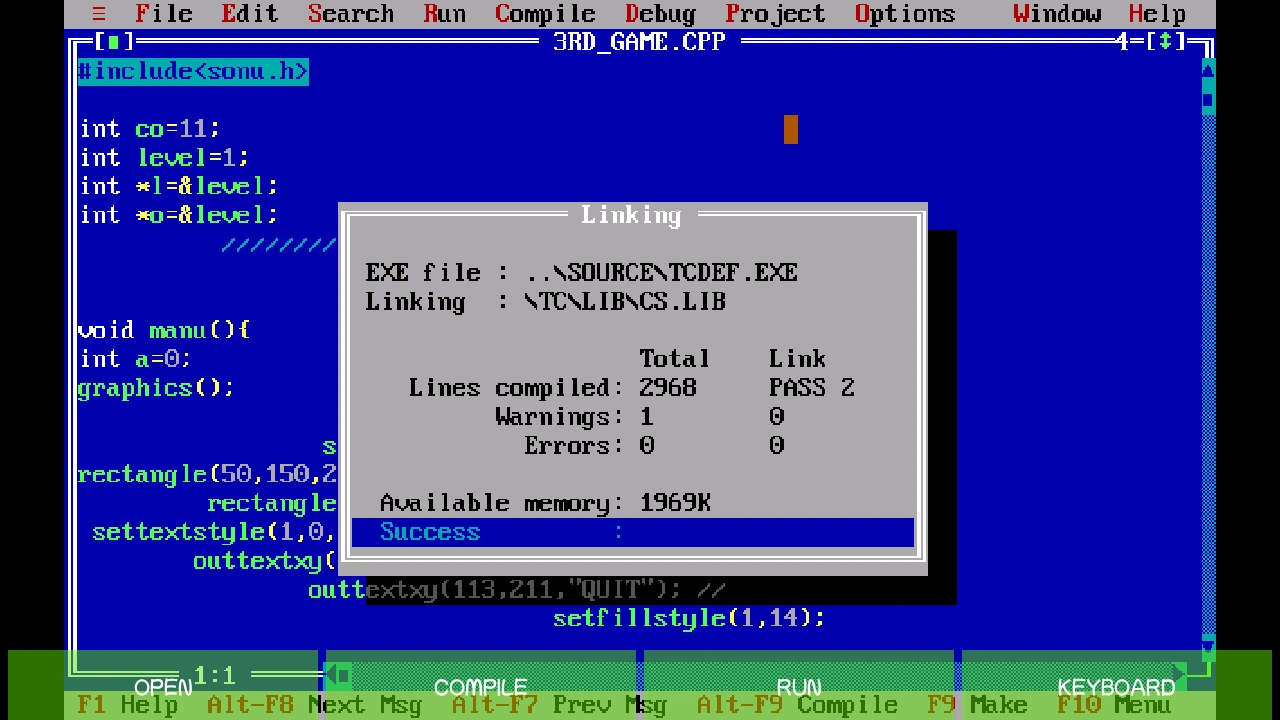 ≡ File Edit Search Run Compile Debug Project Options Window Help
[■] 3RD_GAME.CPP 4=[↕]
#include<sonu.h>
int co=11;
int level=1;
int *l=&level;
int *o=&level;
////////
void manu(){
int a=0;
graphics();
s
rectangle(50,150,2
rectangle
settextstyle(1,0,
outtextxy(
outtextxy(113,211,"QUIT"); //
setfillstyle(1,14);
Linking
EXE file : ..\SOURCE\TCDEF.EXE
Linking : \TC\LIB\CS.LIB
Total Link
Lines compiled: 2968 PASS 2
Warnings: 1 0
Errors: 0 0
Available memory: 1969K
Success :
1:1
OPEN COMPILE RUN KEYBOARD
F1 Help Alt-F8 Next Msg Alt-F7 Prev Msg Alt-F9 Compile F9 Make F10 Menu